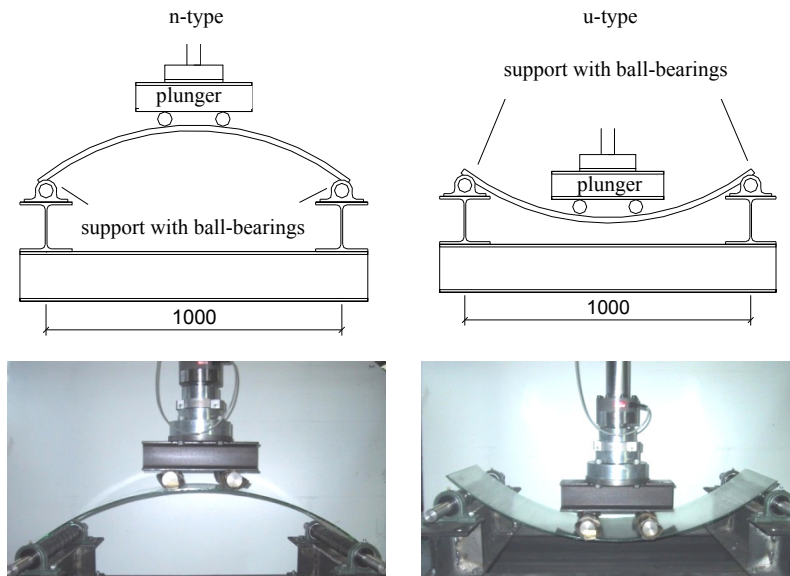 n-type
plunger
support with ball-bearings
1000
u-type
support with ball-bearings
plunger
1000